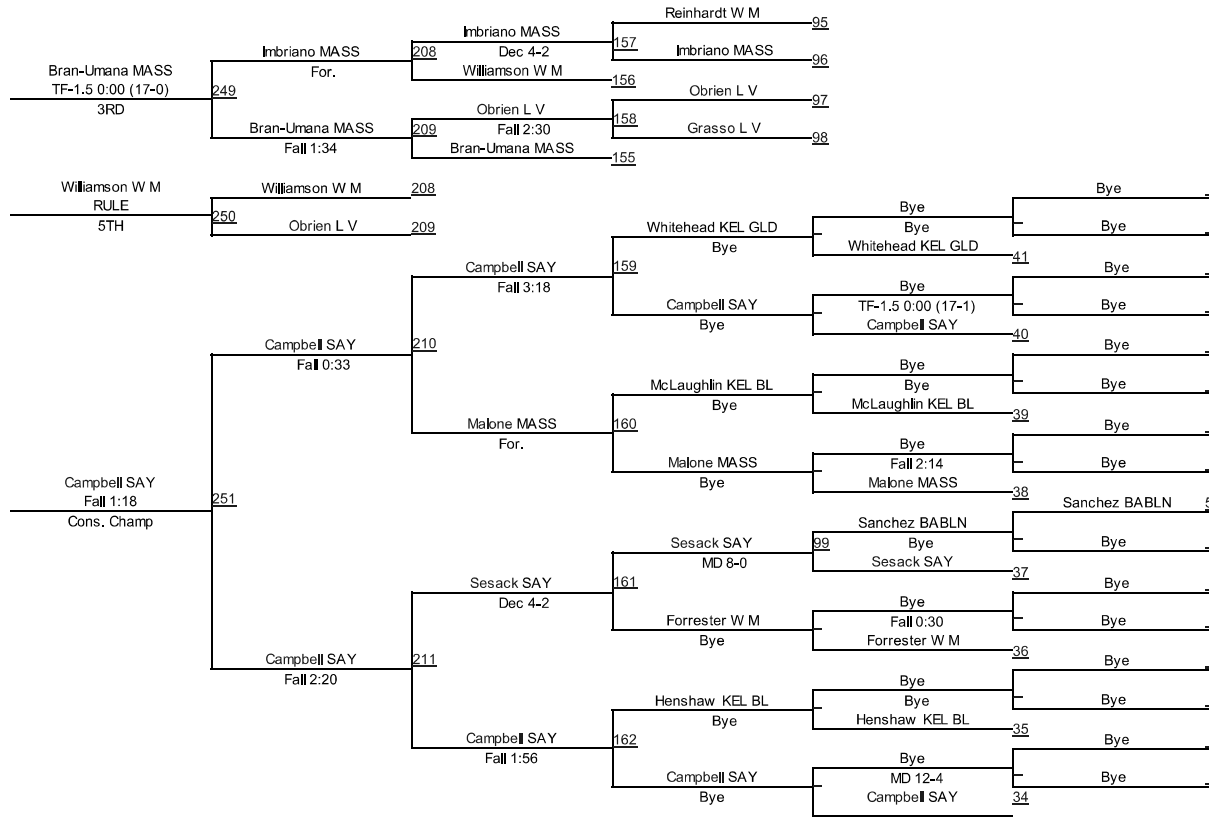 Reinhardt W M
95
Imbriano MASS
157
Imbriano MASS
208
Dec 4-2
Imbriano MASS
96
For.
Williamson W M
156
Bran-Umana MASS
TF-1.5 0:00 (17-0)
249
3RD
Obrien L V
97
Obrien L V
158
Bran-Umana MASS
209
Fall 2:30
Grasso L V
98
Fall 1:34
Bran-Umana MASS
155
Williamson W M
Williamson W M
208
RULE
250
5TH
Obrien L V
209
Bye
Bye
Whitehead KEL GLD
Bye
Bye
Bye
Whitehead KEL GLD
41
Campbell SAY
159
Bye
Fall 3:18
Bye
Campbell SAY
TF-1.5 0:00 (17-1)
Bye
Bye
Campbell SAY
40
Campbell SAY
210
Bye
Fall 0:33
Bye
McLaughlin KEL BL
Bye
Bye
Bye
McLaughlin KEL BL
39
Malone MASS
160
Bye
For.
Bye
Malone MASS
Fall 2:14
Bye
Bye
Malone MASS
38
Campbell SAY
Fall 1:18
251
Cons. Champ
Sanchez BABLN
5
Sanchez BABLN
Sesack SAY
99
Bye
Bye
MD 8-0
Sesack SAY
37
Sesack SAY
161
Bye
Dec 4-2
Bye
Forrester W M
Fall 0:30
Bye
Bye
Forrester W M
36
Campbell SAY
211
Bye
Fall 2:20
Bye
Henshaw KEL BL
Bye
Bye
Bye
Henshaw KEL BL
35
Campbell SAY
162
Bye
Fall 1:56
Bye
Campbell SAY
MD 12-4
Bye
Bye
Campbell SAY
34